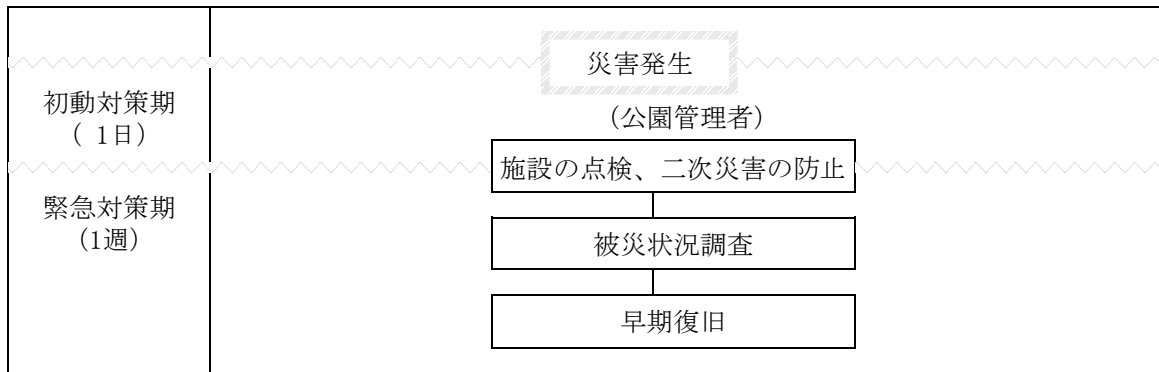 災害発生
初動対策期
( 1日)
(公園管理者)
施設の点検、二次災害の防止
緊急対策期
(1週)
被災状況調査
早期復旧